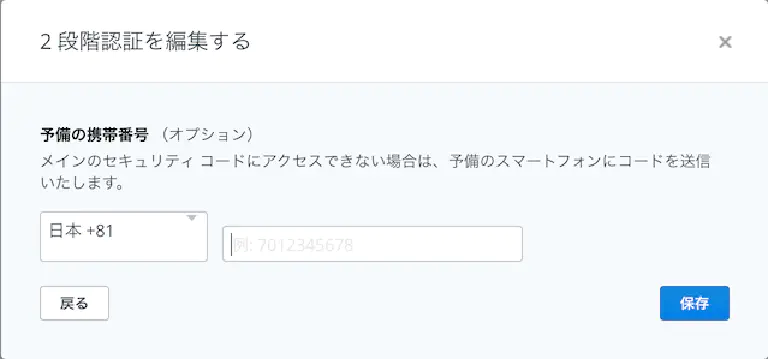 2 段階認証を編集する
×
予備の携帯番号 （オプション）
メインのセキュリティ コードにアクセスできない場合は、予備のスマートフォンにコードを送信
いたします。
日本 +81
例: 7012345678
戻る
保存